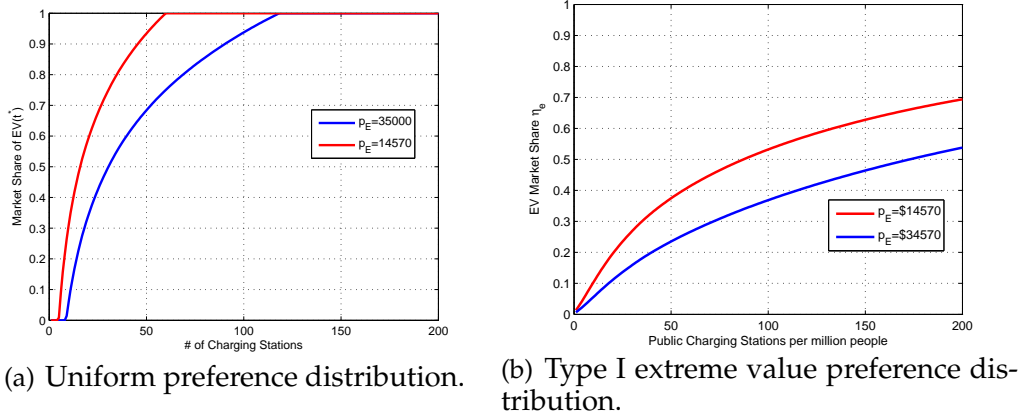 1
0.9
0.8
0.7
0.6
0.5
0.4
0.3
0.2
0.1
0
0 50 100 150 200
Market Share of EV(t*)
# of Charging Stations
p_E=35000
p_E=14570
(a) Uniform preference distribution.
1
0.9
0.8
0.7
0.6
0.5
0.4
0.3
0.2
0.1
0
0 50 100 150 200
EV Market Share η_e
Public Charging Stations per million people
p_E=$14570
p_E=$34570
(b) Type I extreme value preference dis-
tribution.